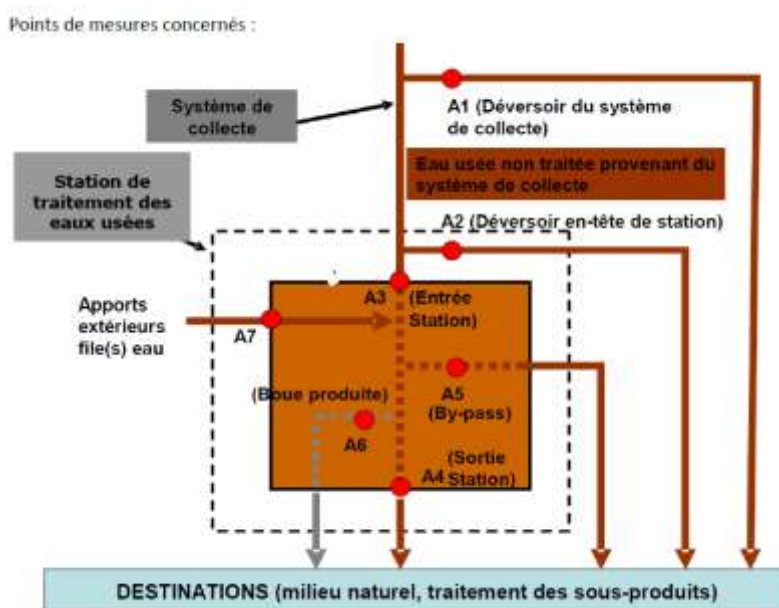 Points de mesures concernés :
Système de
collecte
A1 (Déversoir du système
de collecte)
Station de
traitement des
eaux usées
Eau usée non traitée provenant du
système de collecte
A2 (Déversoir en-tête de station)
Apports
extérieurs
file(s) eau
A3
(Entrée
Station)
A7
(Boue produite)
A5
(By-pass)
A6
A4
(Sortie
Station)
DESTINATIONS (milieu naturel, traitement des sous-produits)